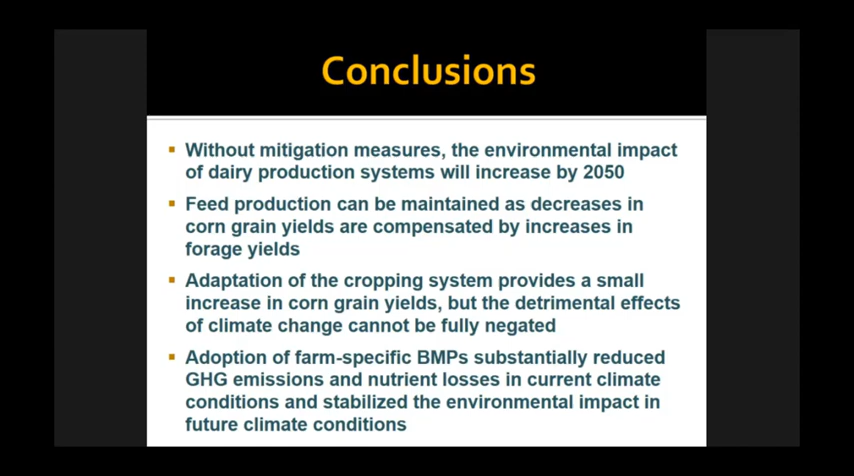 Conclusions
▪ Without mitigation measures, the environmental impact
of dairy production systems will increase by 2050
▪ Feed production can be maintained as decreases in
corn grain yields are compensated by increases in
forage yields
▪ Adaptation of the cropping system provides a small
increase in corn grain yields, but the detrimental effects
of climate change cannot be fully negated
▪ Adoption of farm-specific BMPs substantially reduced
GHG emissions and nutrient losses in current climate
conditions and stabilized the environmental impact in
future climate conditions